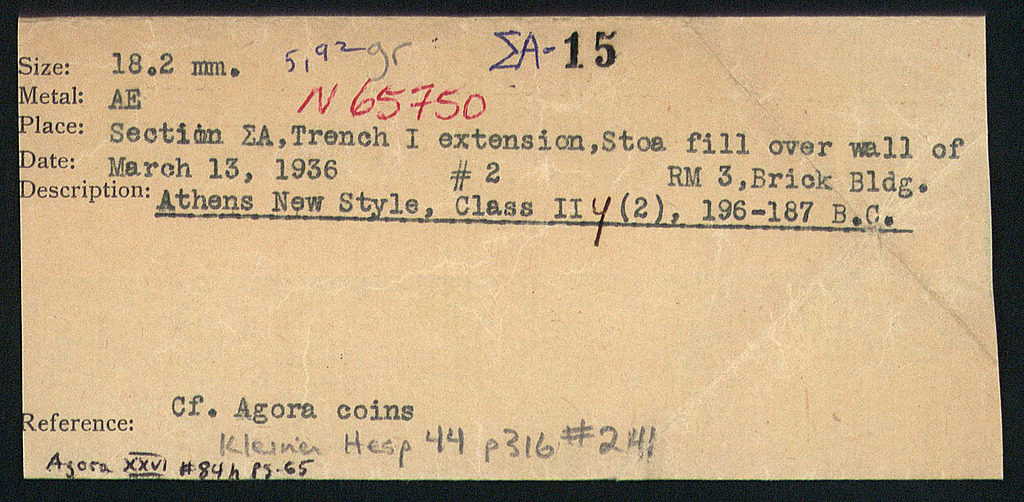 Size: 18.2 mm. 5,92 gr ΣA-15
Metal: AE N 65750
Place: Section ΣA,Trench I extension,Stoa fill over wall of
Date: March 13, 1936 # 2 RM 3,Brick Bldg.
Description: Athens New Style, Class II γ (2), 196-187 B.C.
Cf. Agora coins
Reference:
Kleiner Hesp 44 p316 #241
Agora XXVI #84h pg. 65